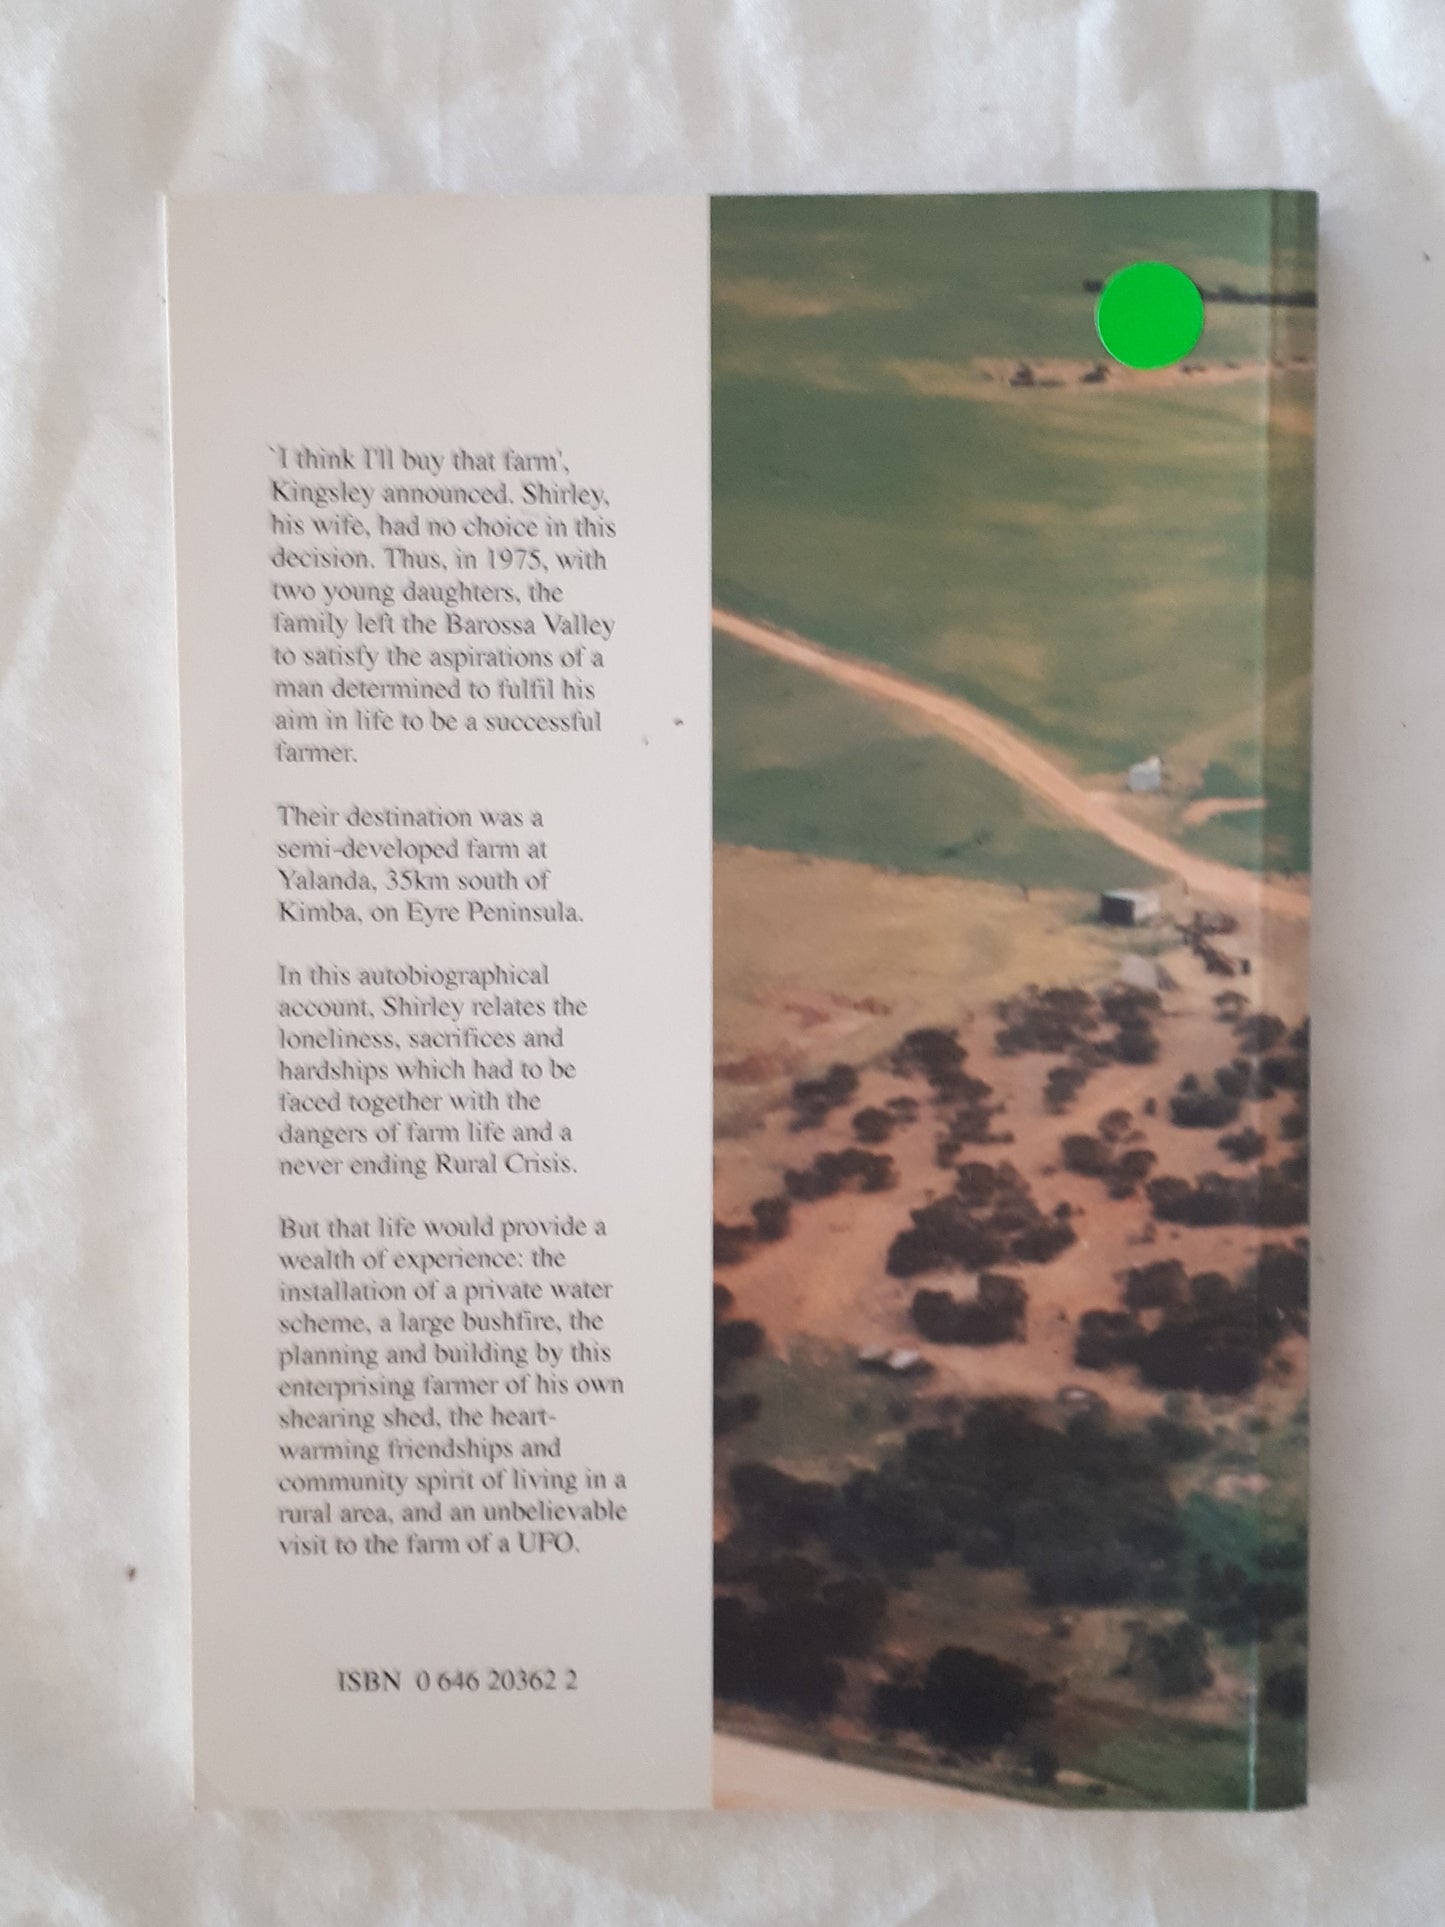 `I think I'll buy that farm',
Kingsley announced. Shirley,
his wife, had no choice in this
decision. Thus, in 1975, with
two young daughters, the
family left the Barossa Valley
to satisfy the aspirations of a
man determined to fulfil his
aim in life to be a successful
farmer.
Their destination was a
semi-developed farm at
Yalanda, 35km south of
Kimba, on Eyre Peninsula.
In this autobiographical
account, Shirley relates the
loneliness, sacrifices and
hardships which had to be
faced together with the
dangers of farm life and a
never ending Rural Crisis.
But that life would provide a
wealth of experience: the
installation of a private water
scheme, a large bushfire, the
planning and building by this
enterprising farmer of his own
shearing shed, the heart-
warming friendships and
community spirit of living in a
rural area, and an unbelievable
visit to the farm of a UFO.
ISBN 0 646 20362 2